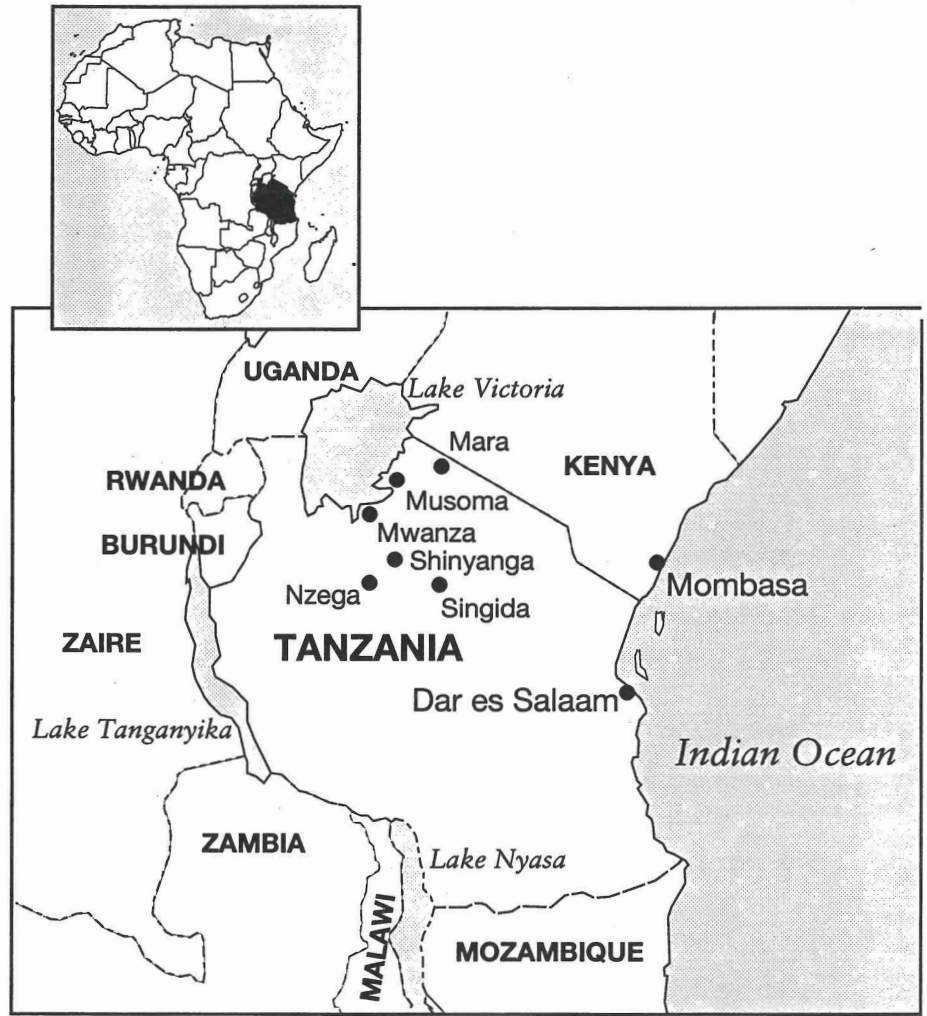 UGANDA
Lake Victoria
Mara
KENYA
RWANDA
Musoma
Mwanza
BURUNDI
Shinyanga
Mombasa
Nzega
Singida
ZAIRE
TANZANIA
Dar es Salaam
Lake Tanganyika
Indian Ocean
ZAMBIA
Lake Nyasa
MALAWI
MOZAMBIQUE